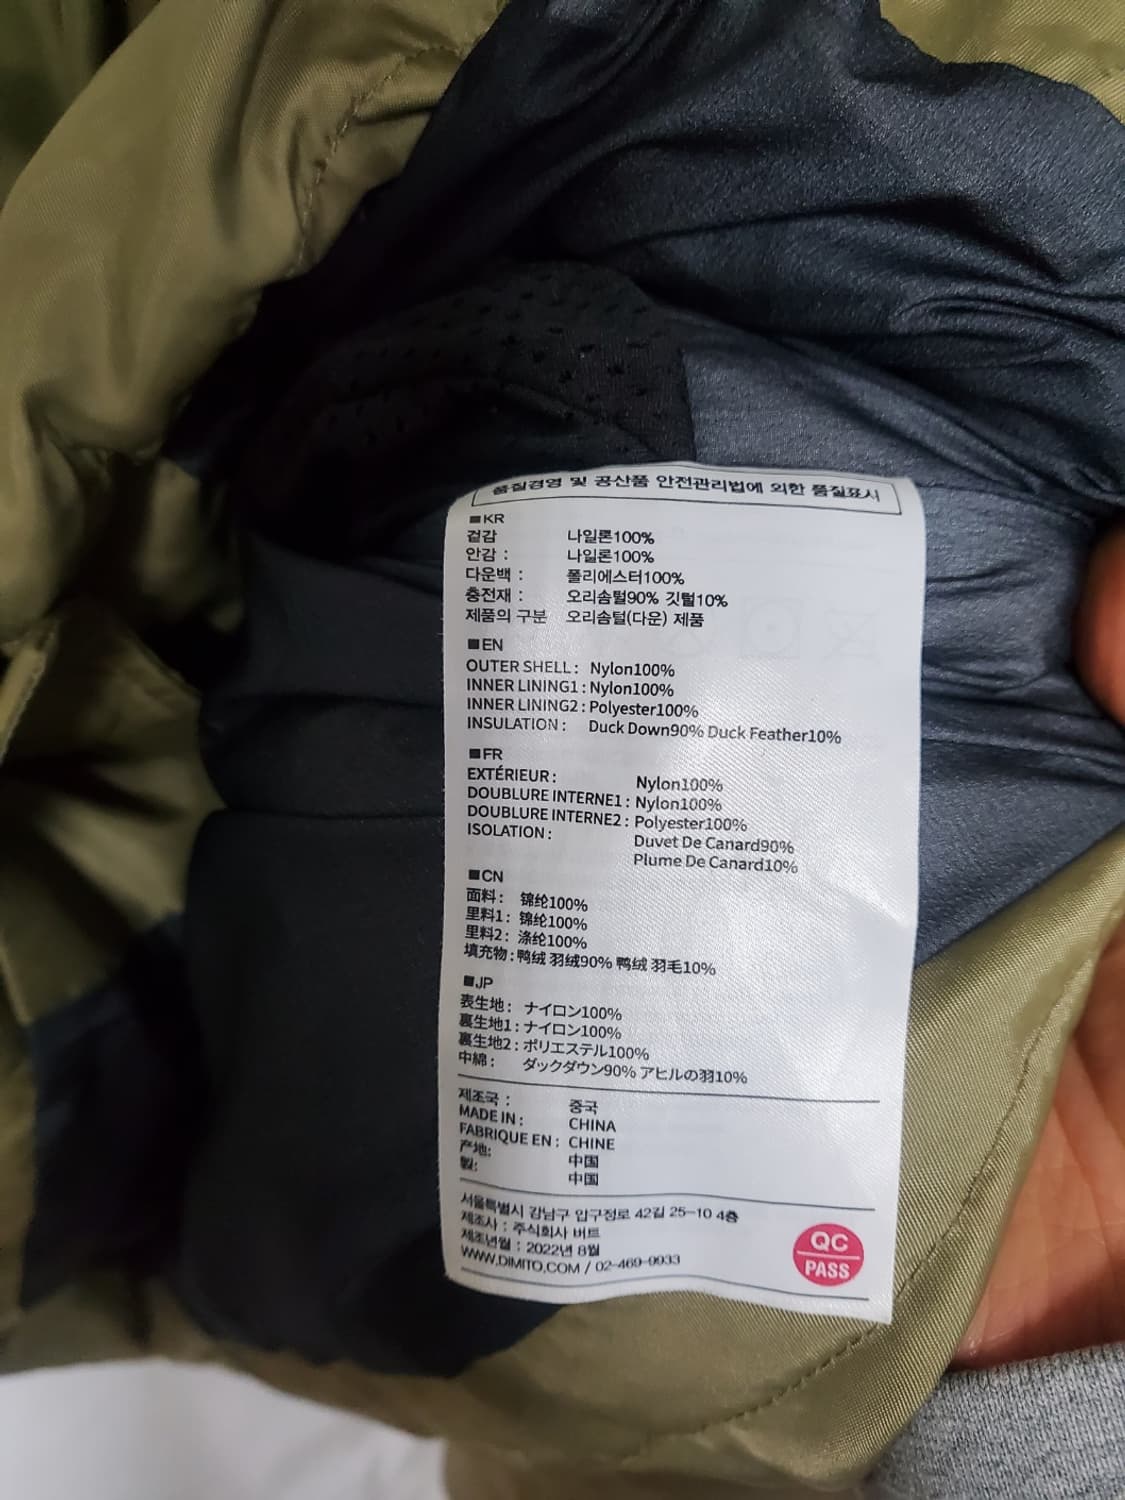 품질경영 및 공산품 안전관리법에 의한 품질표시
■KR
겉감 나일론100%
안감 : 나일론100%
다운백 : 폴리에스터100%
충전재 : 오리솜털90% 깃털10%
제품의 구분 오리솜털(다운) 제품
■EN
OUTER SHELL : Nylon100%
INNER LINING1 : Nylon100%
INNER LINING2 : Polyester100%
INSULATION : Duck Down90% Duck Feather10%
■FR
EXTÉRIEUR : Nylon100%
DOUBLURE INTERNE1 : Nylon100%
DOUBLURE INTERNE2 : Polyester100%
ISOLATION : Duvet De Canard90%
Plume De Canard10%
■CN
面料 : 锦纶100%
里料1 : 锦纶100%
里料2 : 涤纶100%
填充物 : 鸭绒 羽绒90% 鸭绒 羽毛10%
■JP
表生地 : ナイロン100%
裏生地1 : ナイロン100%
裏生地2 : ポリエステル100%
中綿 : ダックダウン90% アヒルの羽10%
제조국 : 중국
MADE IN : CHINA
FABRIQUE EN : CHINE
产地: 中国
製: 中国
서울특별시 강남구 압구정로 42길 25-10 4층
제조사 : 주식회사 버트
제조년월 : 2022년 8월
WWW.DIMITO.COM / 02-469-9933
QC
PASS